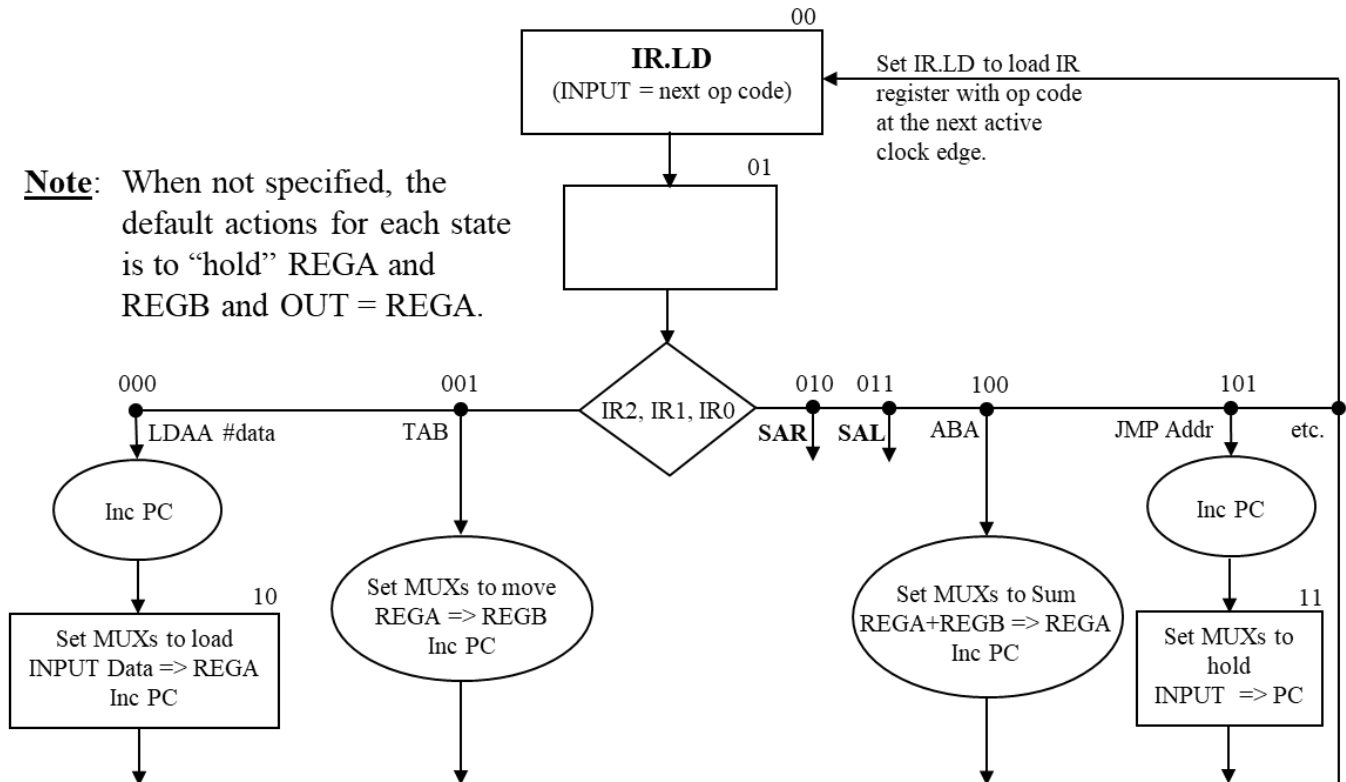 00
IR.LD
(INPUT = next op code)
Set IR.LD to load IR
register with op code
at the next active
clock edge.
01
Note: When not specified, the
default actions for each state
is to “hold” REGA and
REGB and OUT = REGA.
IR2, IR1, IR0
000
LDAA #data
Inc PC
10
Set MUXs to load
INPUT Data => REGA
Inc PC
001
TAB
Set MUXs to move
REGA => REGB
Inc PC
010
SAR
011
SAL
100
ABA
Set MUXs to Sum
REGA+REGB => REGA
Inc PC
101
JMP Addr
Inc PC
11
Set MUXs to
hold
INPUT => PC
etc.